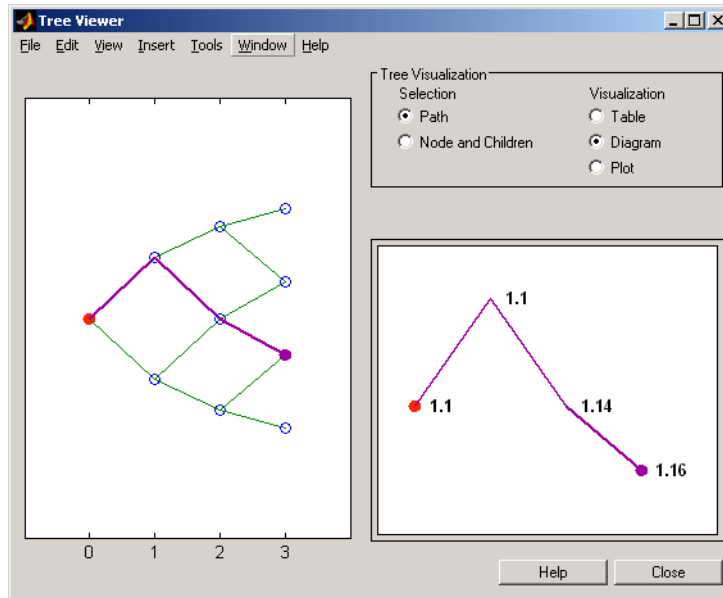 Tree Viewer
File Edit View Insert Tools Window Help
Tree Visualization
Selection
Visualization
Path
Table
Node and Children
Diagram
Plot
1.1
1.1
1.14
1.16
0 1 2 3
Help
Close